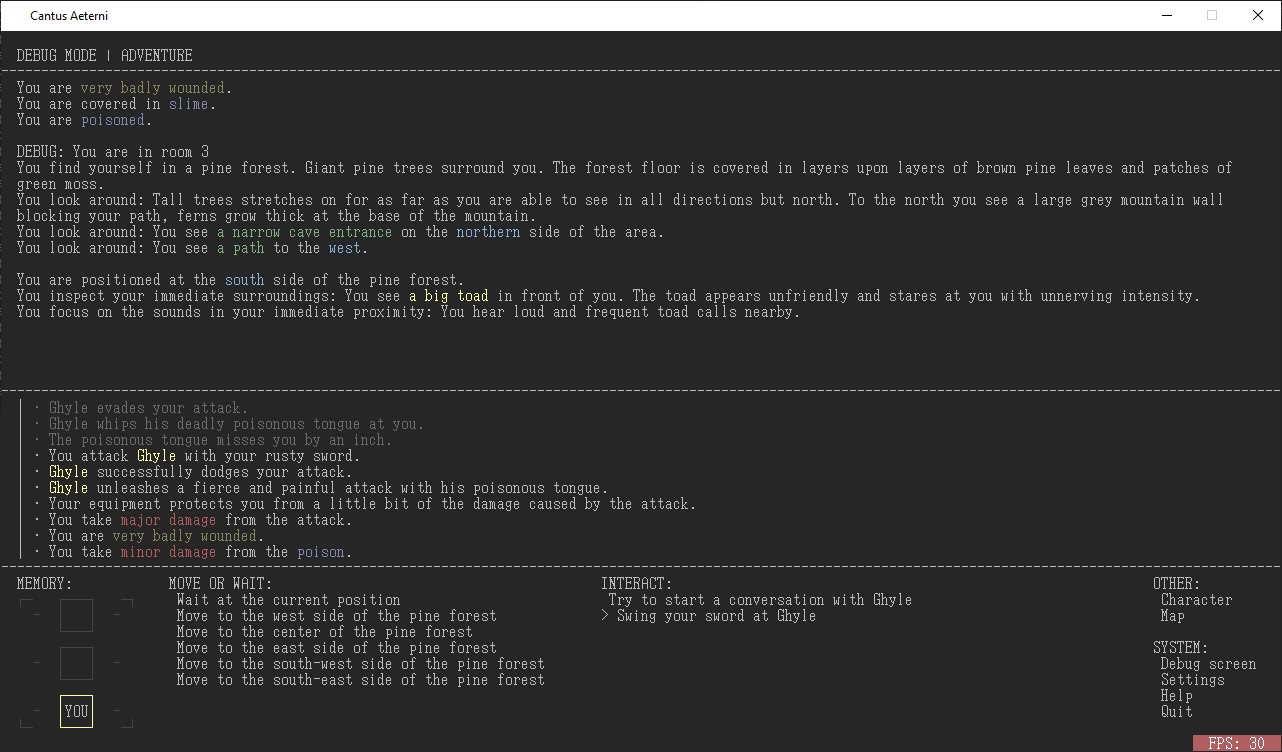 Cantus Aeterni
DEBUG MODE | ADVENTURE
You are very badly wounded.
You are covered in slime.
You are poisoned.
DEBUG: You are in room 3
You find yourself in a pine forest. Giant pine trees surround you. The forest floor is covered in layers upon layers of brown pine leaves and patches of
green moss.
You look around: Tall trees stretches on for as far as you are able to see in all directions but north. To the north you see a large grey mountain wall
blocking your path, ferns grow thick at the base of the mountain.
You look around: You see a narrow cave entrance on the northern side of the area.
You look around: You see a path to the west.
You are positioned at the south side of the pine forest.
You inspect your immediate surroundings: You see a big toad in front of you. The toad appears unfriendly and stares at you with unnerving intensity.
You focus on the sounds in your immediate proximity: You hear loud and frequent toad calls nearby.
· Ghyle evades your attack.
· Ghyle whips his deadly poisonous tongue at you.
· The poisonous tongue misses you by an inch.
· You attack Ghyle with your rusty sword.
· Ghyle successfully dodges your attack.
· Ghyle unleashes a fierce and painful attack with his poisonous tongue.
· Your equipment protects you from a little bit of the damage caused by the attack.
· You take major damage from the attack.
· You are very badly wounded.
· You take minor damage from the poison.
MEMORY:
YOU
MOVE OR WAIT:
Wait at the current position
Move to the west side of the pine forest
Move to the center of the pine forest
Move to the east side of the pine forest
Move to the south-west side of the pine forest
Move to the south-east side of the pine forest
INTERACT:
Try to start a conversation with Ghyle
> Swing your sword at Ghyle
OTHER:
Character
Map
SYSTEM:
Debug screen
Settings
Help
Quit
FPS: 30